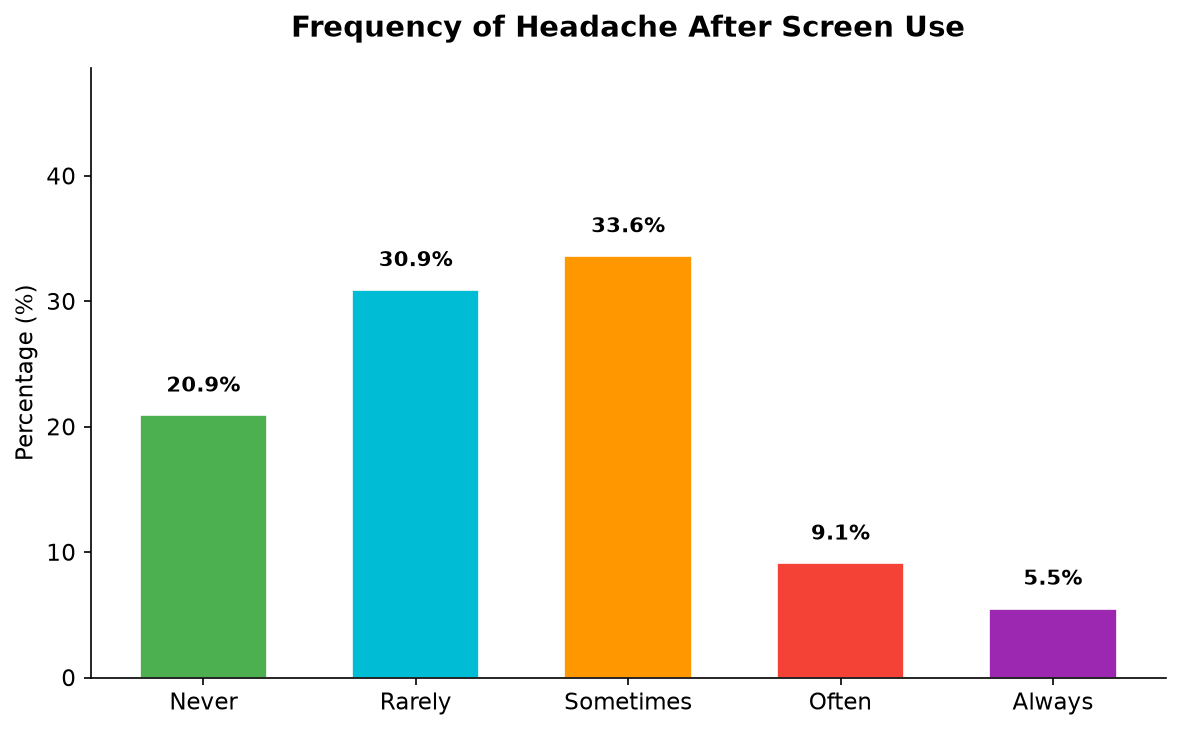 Frequency of Headache After Screen Use
Percentage (%)
40
30
20
10
0
20.9%
30.9%
33.6%
9.1%
5.5%
Never
Rarely
Sometimes
Often
Always